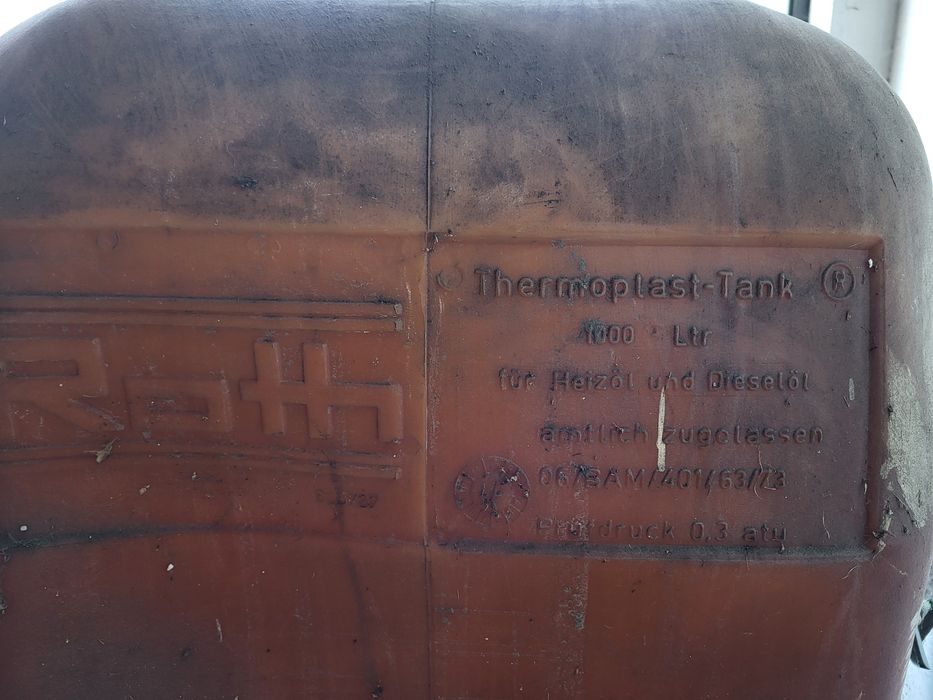 Roth
Thermoplast-Tank ®
1000 Ltr
für Heizöl und Dieselöl
amtlich zugelassen
06/BAM/401/63/73
Prüfdruck 0,3 atü